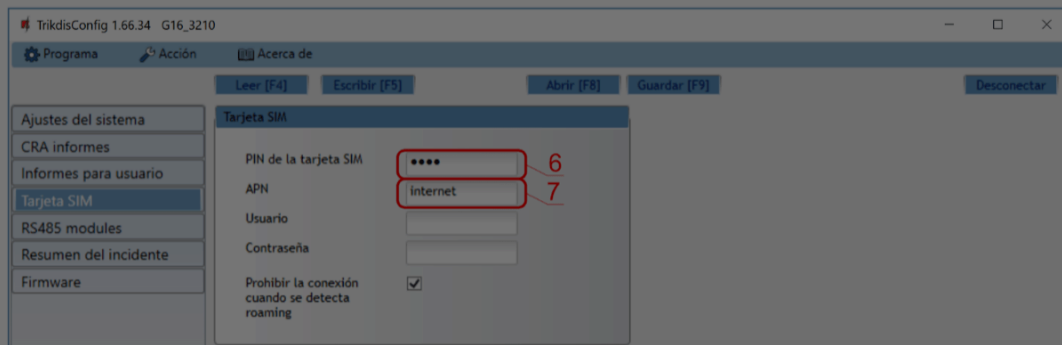 TrikdisConfig 1.66.34 G16_3210
Programa Acción Acerca de
Leer [F4] Escribir [F5] Abrir [F8] Guardar [F9] Desconectar
Ajustes del sistema
CRA informes
Informes para usuario
Tarjeta SIM
RS485 modules
Resumen del incidente
Firmware
Tarjeta SIM
PIN de la tarjeta SIM •••• 6
APN internet 7
Usuario
Contraseña
Prohibir la conexión
cuando se detecta
roaming